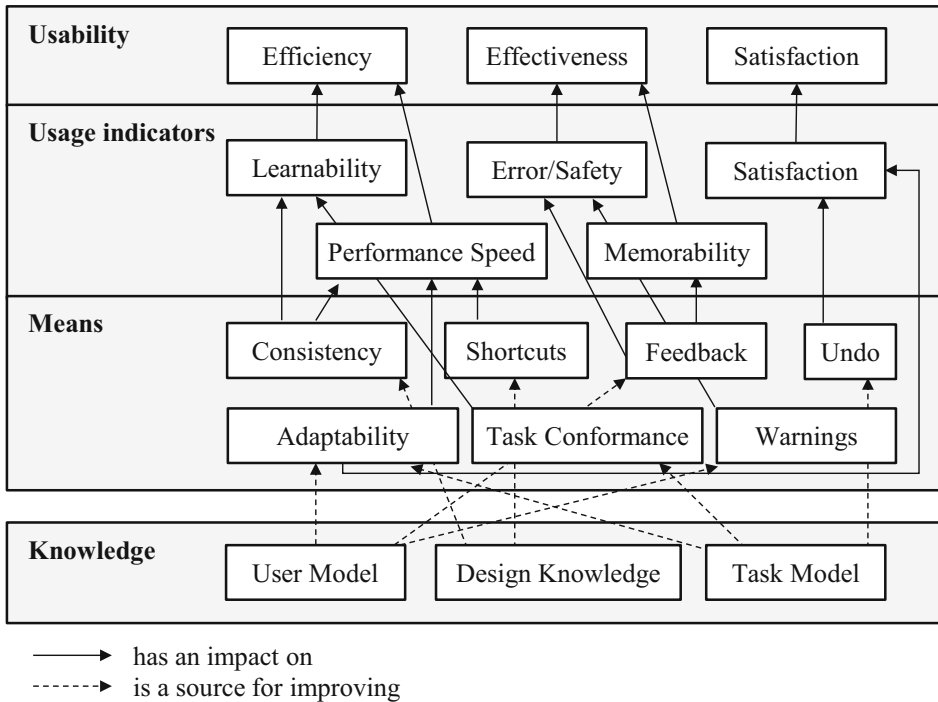 Usability
Efficiency
Effectiveness
Satisfaction
Usage indicators
Learnability
Error/Safety
Satisfaction
Performance Speed
Memorability
Means
Consistency
Shortcuts
Feedback
Undo
Adaptability
Task Conformance
Warnings
Knowledge
User Model
Design Knowledge
Task Model
has an impact on
is a source for improving